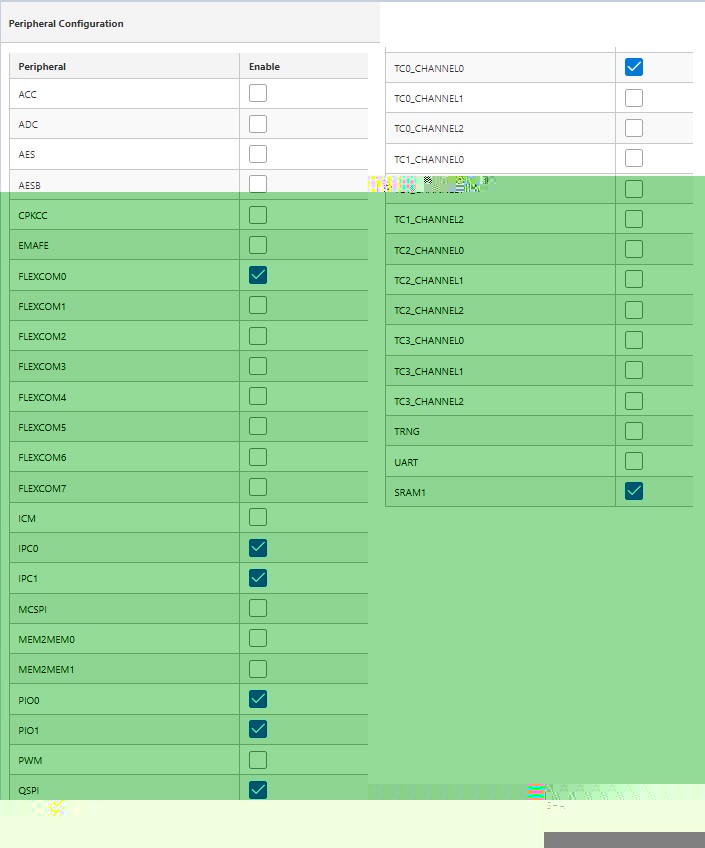 Peripheral Configuration
Peripheral Enable
ACC
ADC
AES
AESB
CPKCC
EMAFE
FLEXCOM0
FLEXCOM1
FLEXCOM2
FLEXCOM3
FLEXCOM4
FLEXCOM5
FLEXCOM6
FLEXCOM7
ICM
IPC0
IPC1
MCSPI
MEM2MEM0
MEM2MEM1
PIO0
PIO1
PWM
QSPI
TC0_CHANNEL0
TC0_CHANNEL1
TC0_CHANNEL2
TC1_CHANNEL0
TC1_CHANNEL2
TC2_CHANNEL0
TC2_CHANNEL1
TC2_CHANNEL2
TC3_CHANNEL0
TC3_CHANNEL1
TC3_CHANNEL2
TRNG
UART
SRAM1